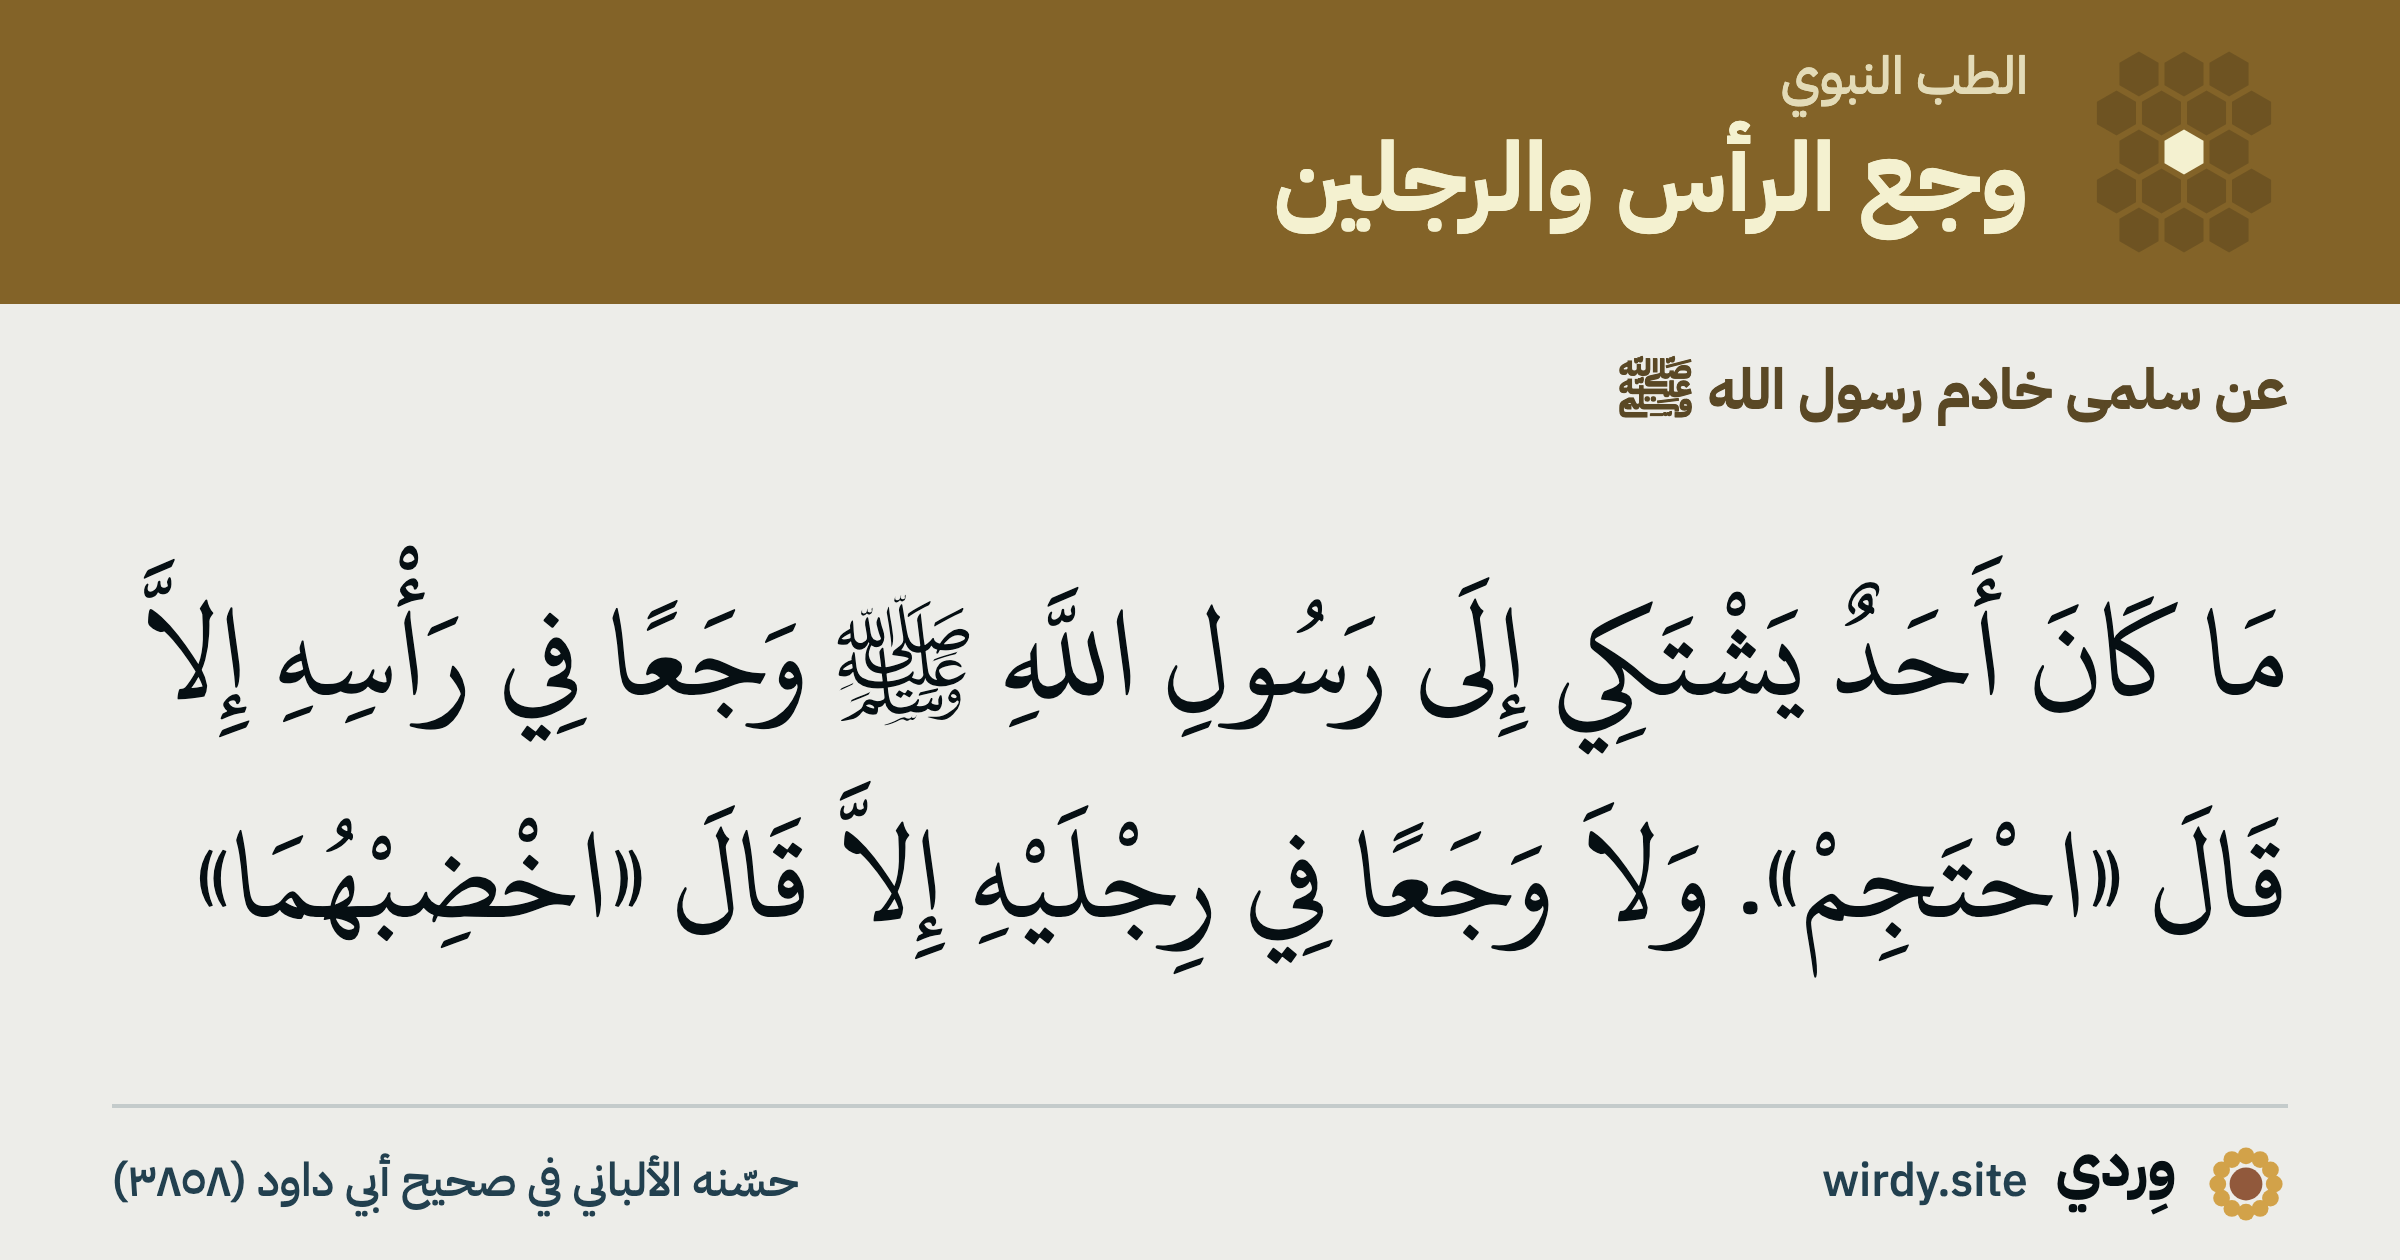 الطب النبوي
وجع الرأس والرجلين
عن سلمى خادم رسول الله ﷺ
مَا كَانَ أَحَدٌ يَشْتَكِي إِلَى رَسُولِ اللَّهِ ﷺ وَجَعًا فِي رَأْسِهِ إِلاَّ
قَالَ «احْتَجِمْ». وَلاَ وَجَعًا فِي رِجْلَيْهِ إِلاَّ قَالَ «اخْضِبْهُمَا»
وِردي wirdy.site
حسّنه الألباني في صحيح أبي داود (٣٨٥٨)